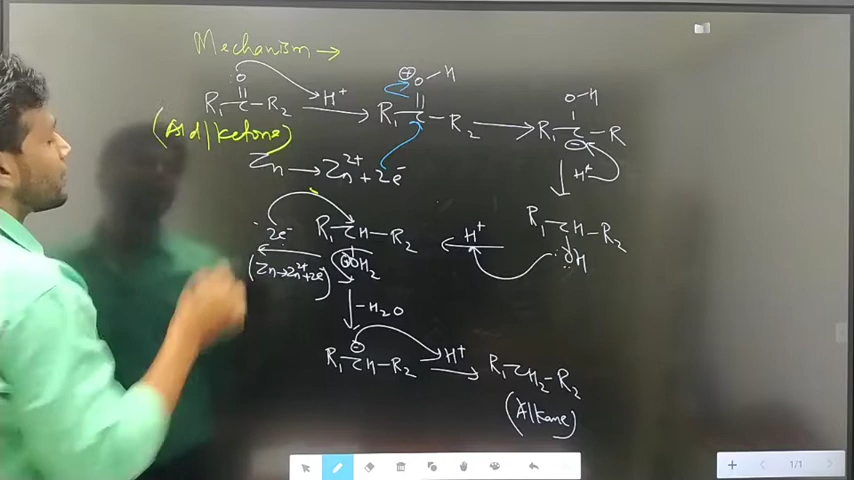 Mechanism →
O
||
R₁–C–R₂
H⁺
→
⊕
O–H
||
R₁–C–R₂
→
O–H
|
R₁–C–R
⊖
(Ald/Ketone)
Zn → Zn²⁺ + 2e⁻
H⁺
2e⁻
R₁–CH–R₂
⊕OH₂
(Zn→Zn²⁺+2e⁻)
H⁺
R₁–CH–R₂
:OH
–H₂O
⊖
R₁–CH–R₂
H⁺
→
R₁–CH₂–R₂
(Alkane)
1/1